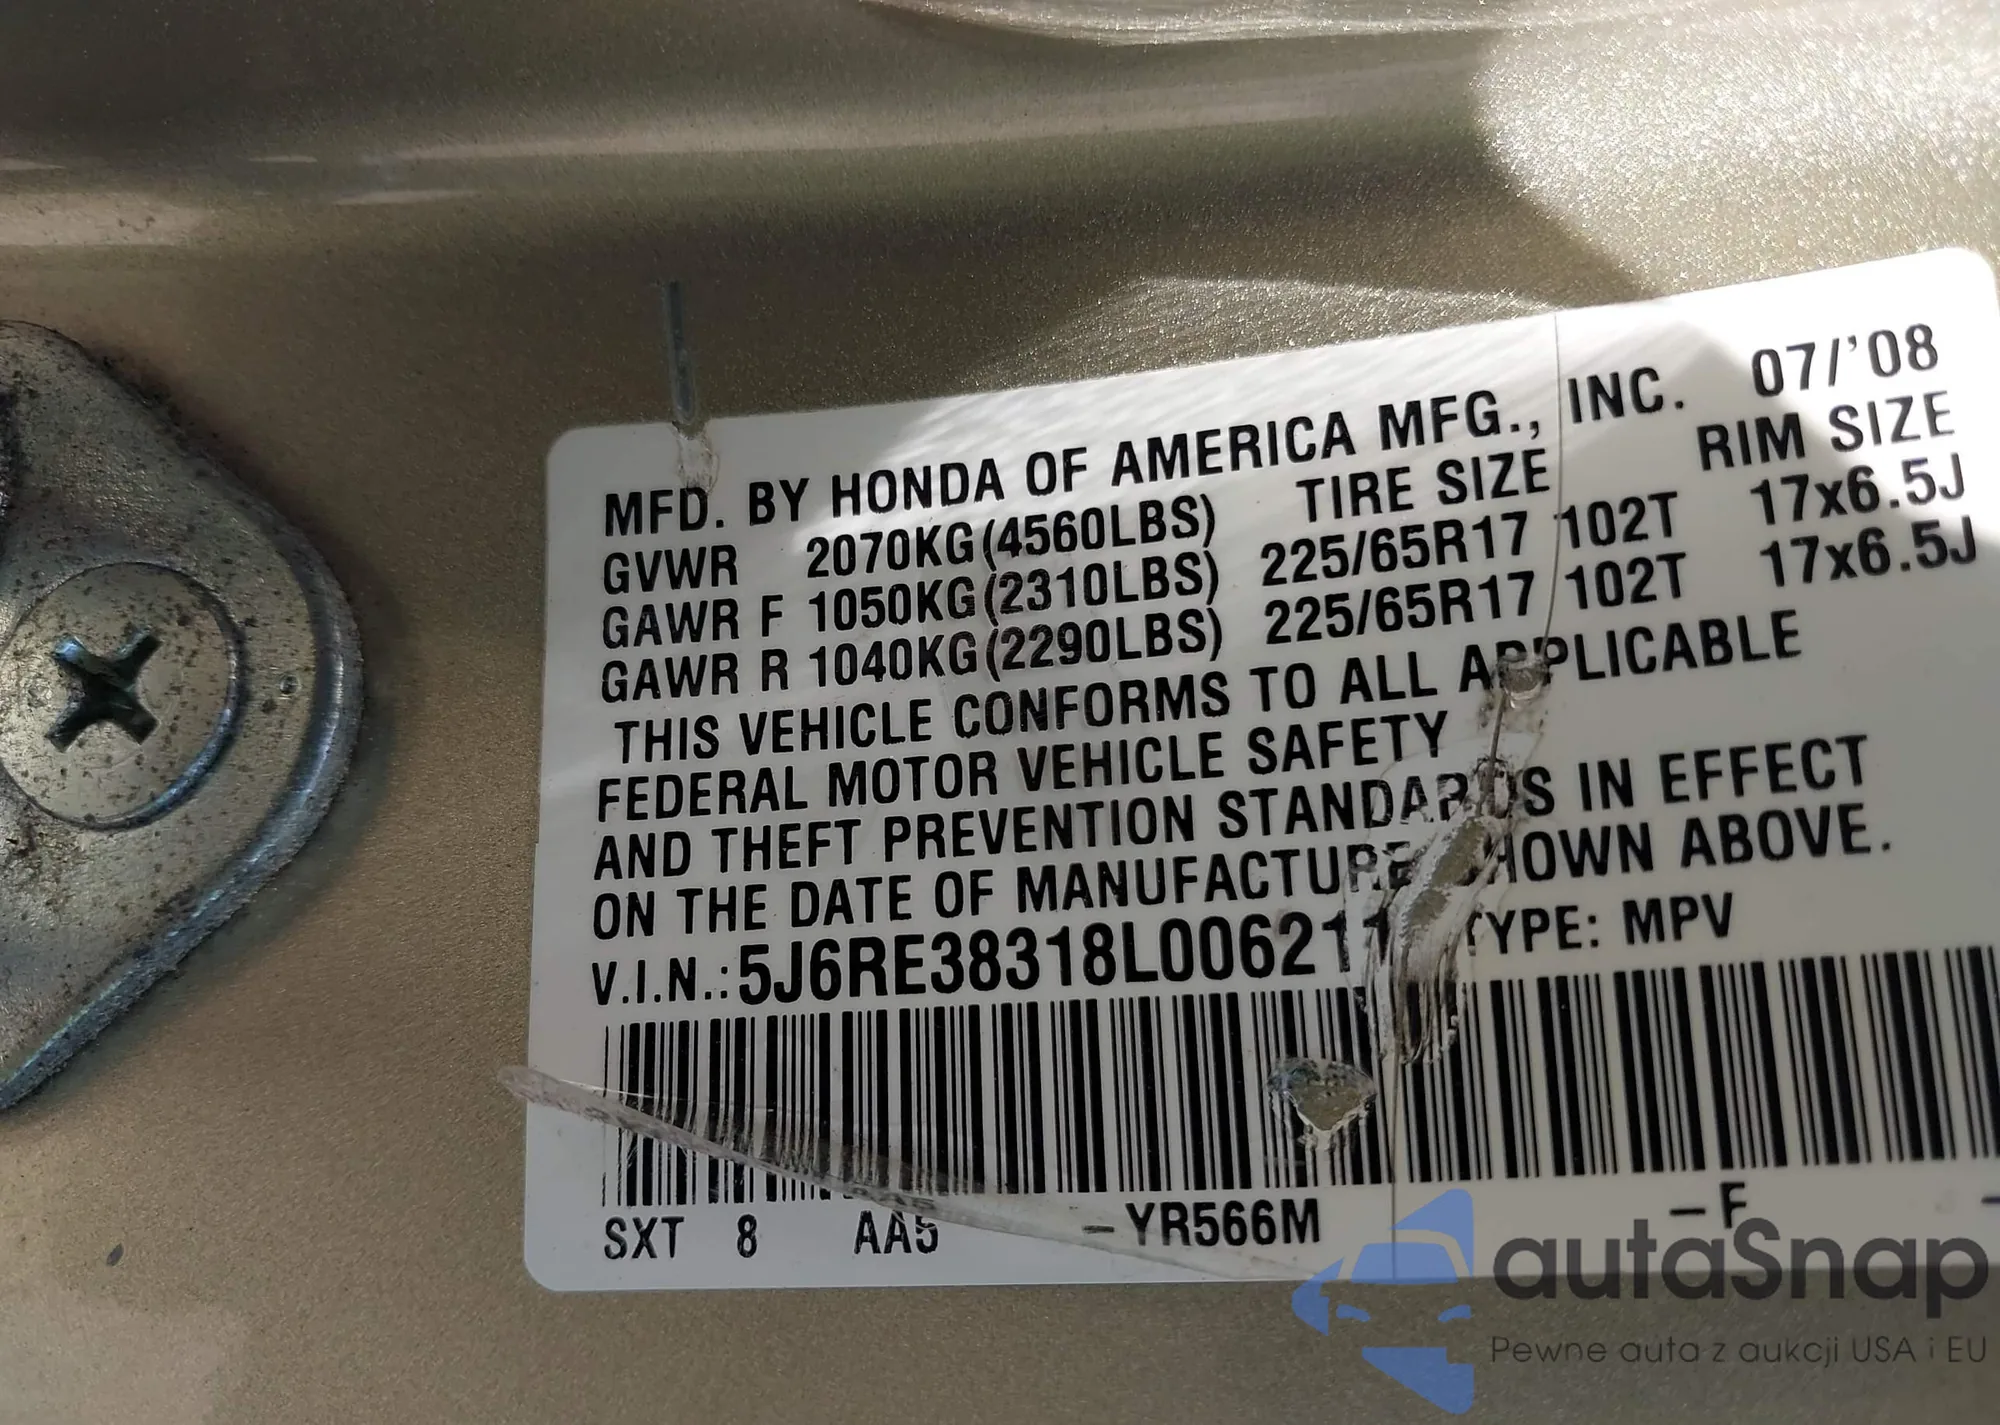 MFD. BY HONDA OF AMERICA MFG., INC. 07/'08
GVWR 2070KG(4560LBS) TIRE SIZE RIM SIZE
GAWR F 1050KG(2310LBS) 225/65R17 102T 17x6.5J
GAWR R 1040KG(2290LBS) 225/65R17 102T 17x6.5J
THIS VEHICLE CONFORMS TO ALL APPLICABLE
FEDERAL MOTOR VEHICLE SAFETY
AND THEFT PREVENTION STANDARDS IN EFFECT
ON THE DATE OF MANUFACTURE SHOWN ABOVE.
V.I.N.: 5J6RE38318L006211 TYPE: MPV
SXT 8 AA5 -YR566M -F -
autaSnap
Pewne auta z aukcji USA i EU